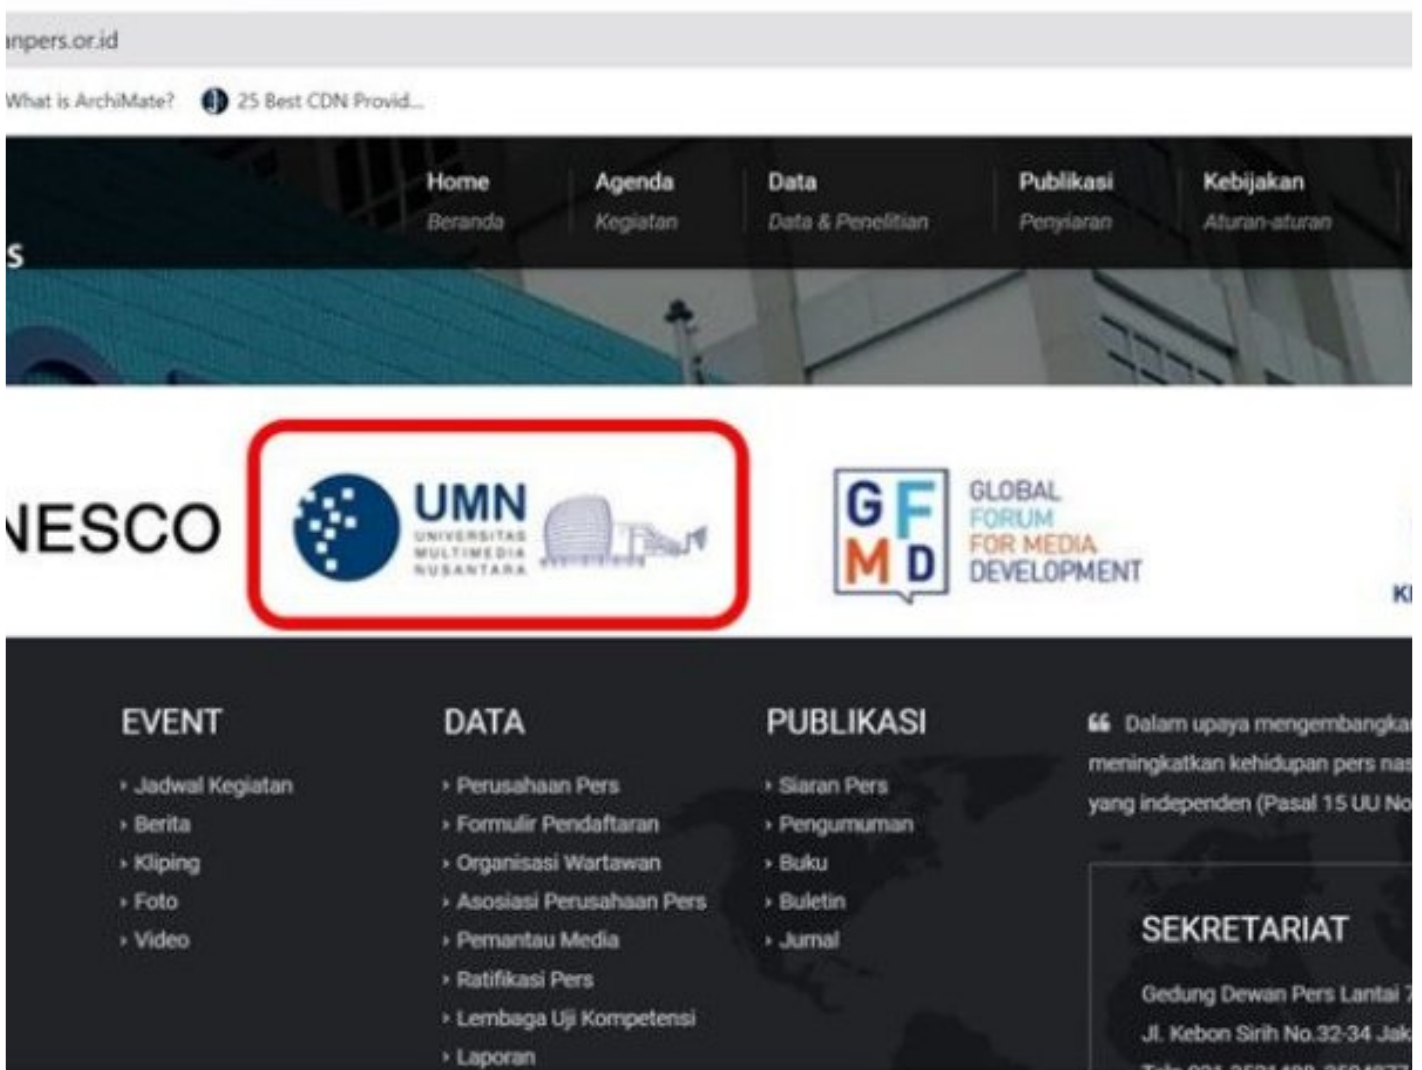 anpers.or.id
What is ArchiMate? 25 Best CDN Provid...
Home Agenda Data Publikasi Kebijakan
Beranda Kegiatan Data & Penelitian Penyiaran Aturan-aturan
s
NESCO
UMN
UNIVERSITAS
MULTIMEDIA
NUSANTARA
GFMD
GLOBAL
FORUM
FOR MEDIA
DEVELOPMENT
EVENT
Jadwal Kegiatan
Berita
Kliping
Foto
Video
DATA
Perusahaan Pers
Formulir Pendaftaran
Organisasi Wartawan
Asosiasi Perusahaan Pers
Pemantau Media
Ratifikasi Pers
Lembaga Uji Kompetensi
Laporan
PUBLIKASI
Siaran Pers
Pengumuman
Buku
Buletin
Jurnal
Dalam upaya mengembangkan
meningkatkan kehidupan pers nas
yang independen (Pasal 15 UU No
SEKRETARIAT
Gedung Dewan Pers Lantai 7
Jl. Kebon Sirih No.32-34 Jak